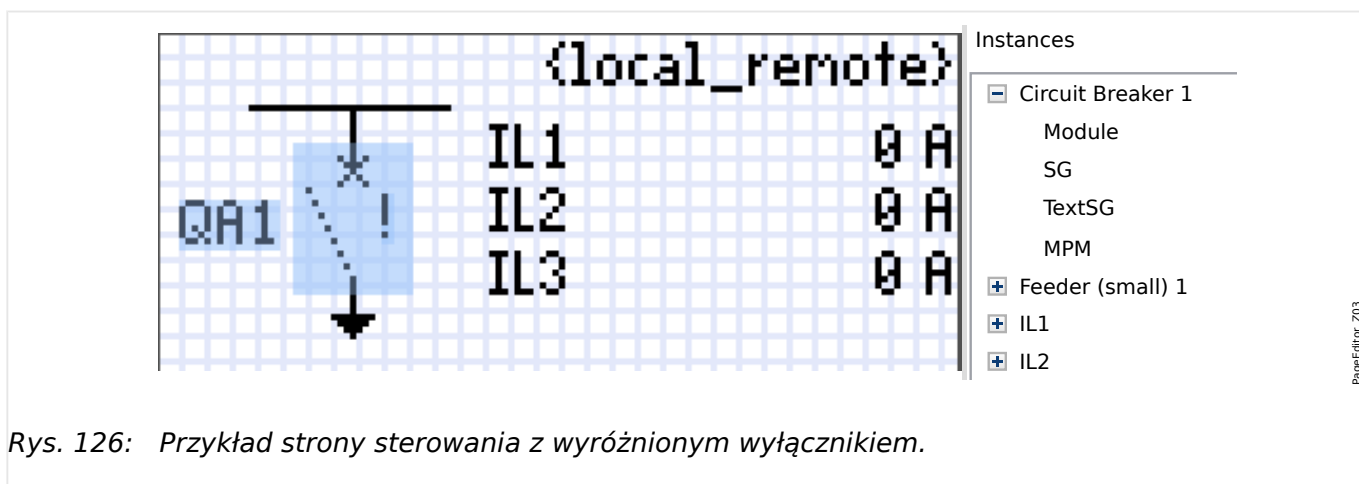 {local_remote}
IL1 0 A
QA1 ! IL2 0 A
IL3 0 A
Instances
Circuit Breaker 1
Module
SG
TextSG
MPM
Feeder (small) 1
IL1
IL2
PageEditor_Z03
Rys. 126: Przykład strony sterowania z wyróżnionym wyłącznikiem.